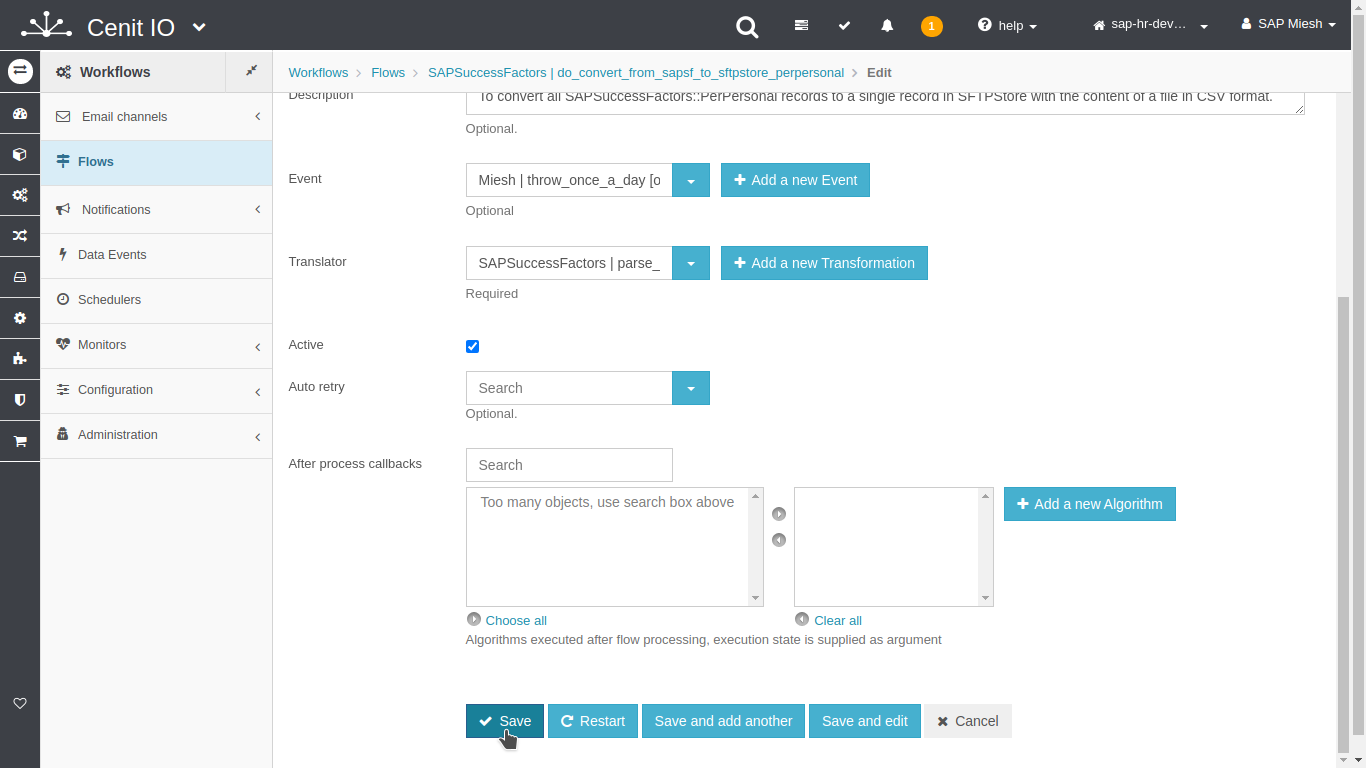 Cenit IO
1
help
sap-hr-dev…
SAP Miesh
Workflows
Workflows
Flows
SAPSuccessFactors | do_convert_from_sapsf_to_sftpstore_perpersonal
Edit
Email channels
Flows
Notifications
Data Events
Schedulers
Monitors
Configuration
Administration
Description
To convert all SAPSuccessFactors::PerPersonal records to a single record in SFTPStore with the content of a file in CSV format.
Optional.
Event
Miesh | throw_once_a_day [o
Add a new Event
Optional
Translator
SAPSuccessFactors | parse_
Add a new Transformation
Required
Active
Auto retry
Search
Optional.
After process callbacks
Search
Too many objects, use search box above
Add a new Algorithm
Choose all
Clear all
Algorithms executed after flow processing, execution state is supplied as argument
Save
Restart
Save and add another
Save and edit
Cancel